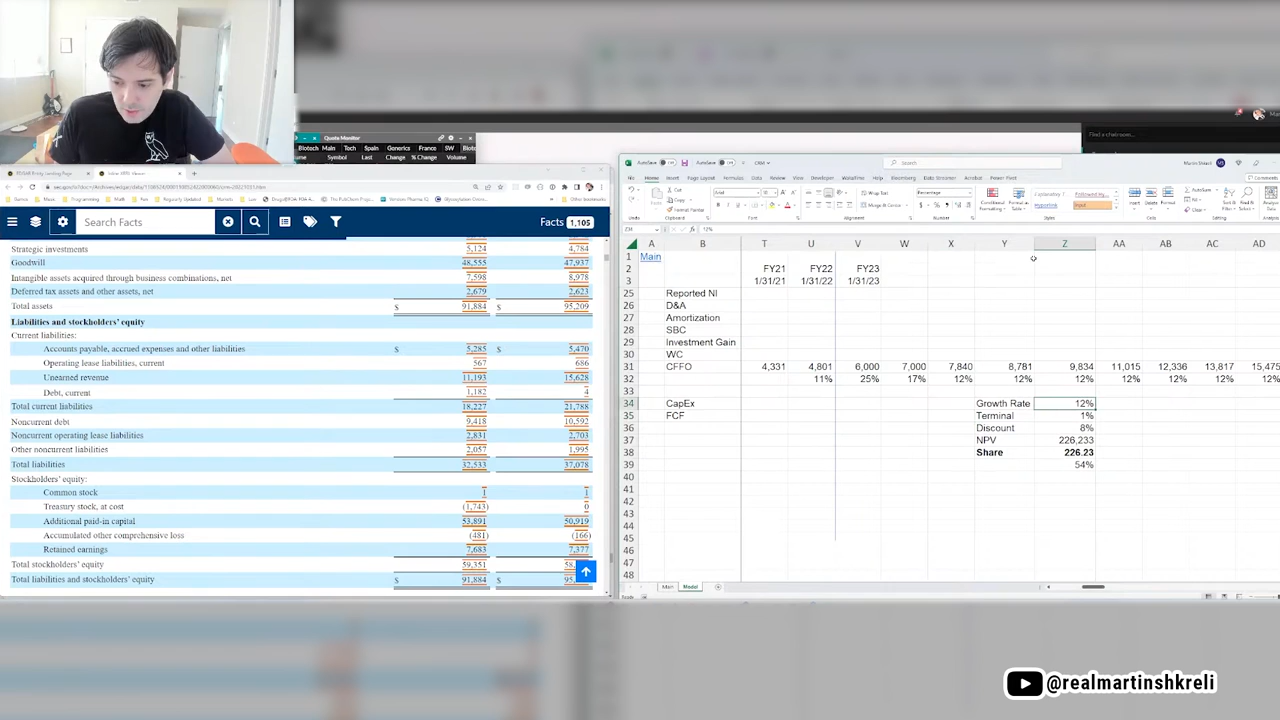 Quote Monitor
Biotech Main Tech Spain Generics Franco SW Biotech
Symbol Last Change % Change Volume
Find a chatroom...
Search Facts
Facts 1,105
Strategic investments 5,124 4,784
Goodwill 48,555 47,937
Intangible assets acquired through business combinations, net 7,598 8,978
Deferred tax assets and other assets, net 2,679 2,623
Total assets $ 91,884 $ 95,209
Liabilities and stockholders' equity
Current liabilities:
Accounts payable, accrued expenses and other liabilities $ 5,285 $ 5,470
Operating lease liabilities, current 567 686
Unearned revenue 11,193 15,628
Debt, current 1,182 4
Total current liabilities 18,227 21,788
Noncurrent debt 9,418 10,592
Noncurrent operating lease liabilities 2,831 2,703
Other noncurrent liabilities 2,057 1,995
Total liabilities 32,533 37,078
Stockholders' equity:
Common stock 1 1
Treasury stock, at cost (1,743) 0
Additional paid-in capital 53,891 50,919
Accumulated other comprehensive loss (481) (166)
Retained earnings 7,683 7,377
Total stockholders' equity 59,351 58,
Total liabilities and stockholders' equity $ 91,884 $ 95,
Search
Percentage
Z34 12%
A B T U V W X Y Z AA AB AC AD
1 Main
2 FY21 FY22 FY23
3 1/31/21 1/31/22 1/31/23
25 Reported NI
26 D&A
27 Amortization
28 SBC
29 Investment Gain
30 WC
31 CFFO 4,331 4,801 6,000 7,000 7,840 8,781 9,834 11,015 12,336 13,817 15,47
32 11% 25% 17% 12% 12% 12% 12% 12% 12% 12%
33
34 CapEx Growth Rate 12%
35 FCF Terminal 1%
36 Discount 8%
37 NPV 226,233
38 Share 226.23
39 54%
40
41
42
43
44
45
46
47
48
Main Model
@realmartinshkreli